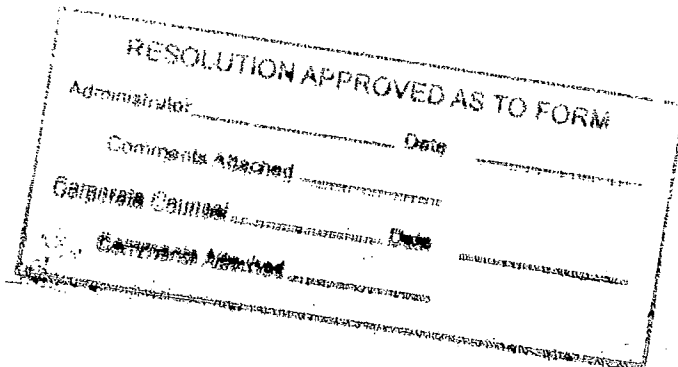 RESOLUTION APPROVED AS TO FORM
Administrator Date
Comments Attached
Corporate Counsel Date
Comments Attached